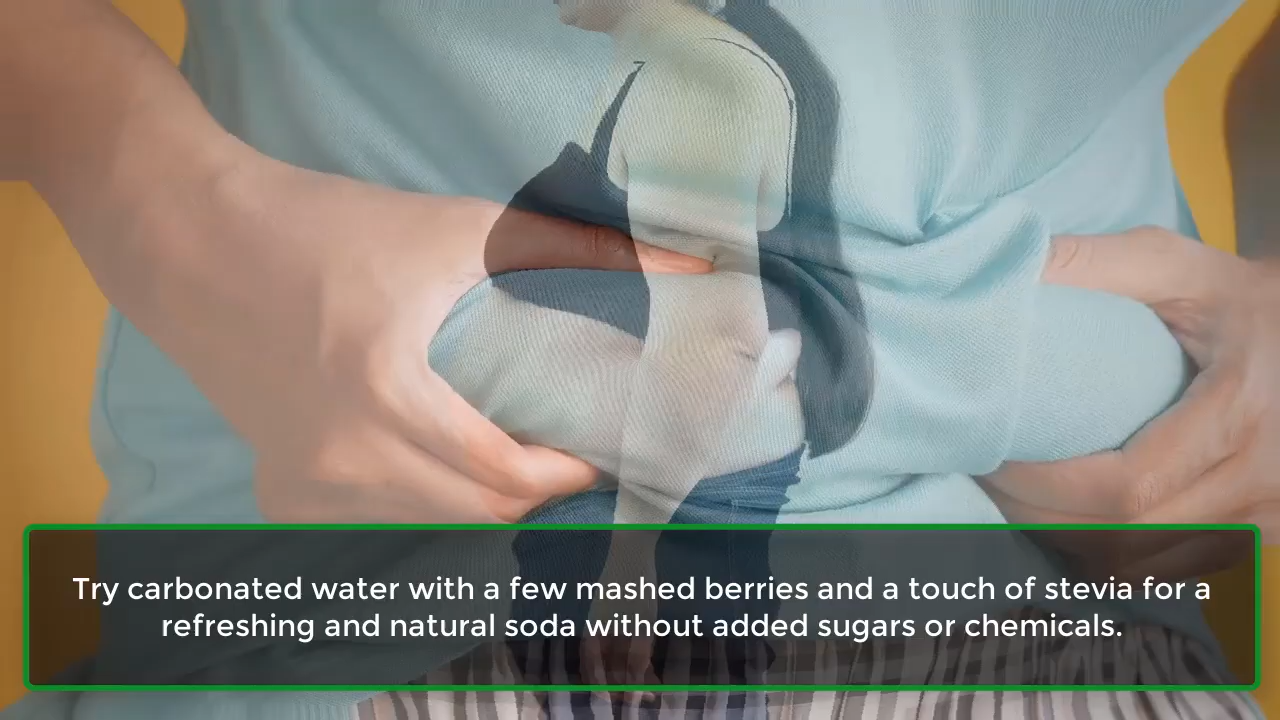 Try carbonated water with a few mashed berries and a touch of stevia for a
refreshing and natural soda without added sugars or chemicals.